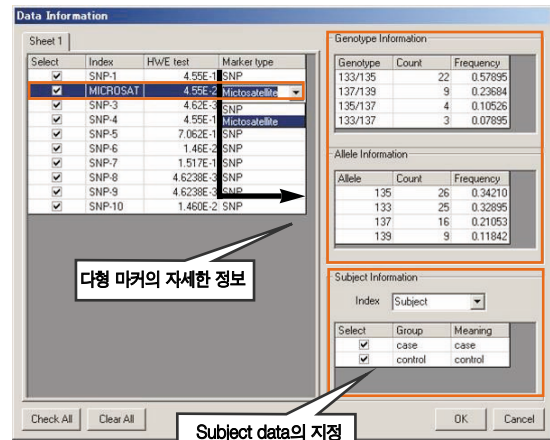 Data Information
Sheet 1
Select Index HWE test Marker type
SNP-1 4.55E-1 SNP
MICROSAT 4.55E-2 Mictosatellite
SNP-3 4.62E-3 SNP
SNP-4 4.55E-1 Mictosatellite
SNP-5 7.062E-1 SNP
SNP-6 1.46E-2 SNP
SNP-7 1.517E-1 SNP
SNP-8 4.6238E-3 SNP
SNP-9 4.6238E-3 SNP
SNP-10 1.460E-2 SNP
다형 마커의 자세한 정보
Genotype Information
Genotype Count Frequency
133/135 22 0.57895
137/139 9 0.23684
135/137 4 0.10526
133/137 3 0.07895
Allele Information
Allele Count Frequency
135 26 0.34210
133 25 0.32895
137 16 0.21053
139 9 0.11842
Subject Information
Index Subject
Select Group Meaning
case case
control control
Subject data의 지정
Check All Clear All OK Cancel